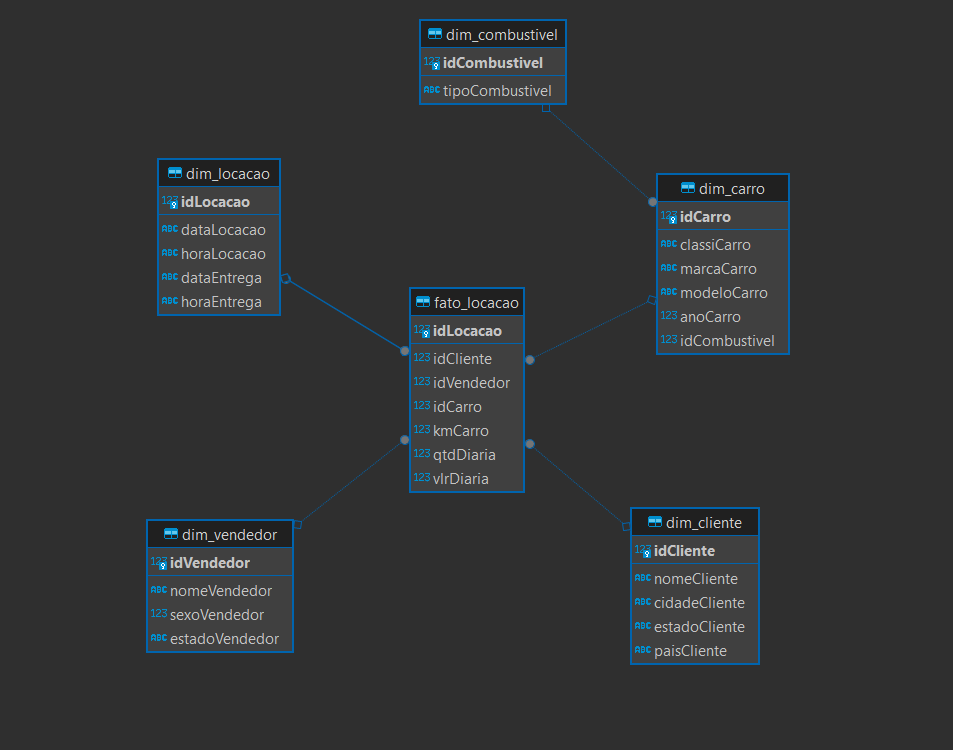 dim_combustivel
123 idCombustivel
ABC tipoCombustivel
dim_locacao
123 idLocacao
ABC dataLocacao
ABC horaLocacao
ABC dataEntrega
ABC horaEntrega
dim_carro
123 idCarro
ABC classiCarro
ABC marcaCarro
ABC modeloCarro
123 anoCarro
123 idCombustivel
fato_locacao
123 idLocacao
123 idCliente
123 idVendedor
123 idCarro
123 kmCarro
123 qtdDiaria
123 vlrDiaria
dim_vendedor
123 idVendedor
ABC nomeVendedor
123 sexoVendedor
ABC estadoVendedor
dim_cliente
123 idCliente
ABC nomeCliente
ABC cidadeCliente
ABC estadoCliente
ABC paisCliente